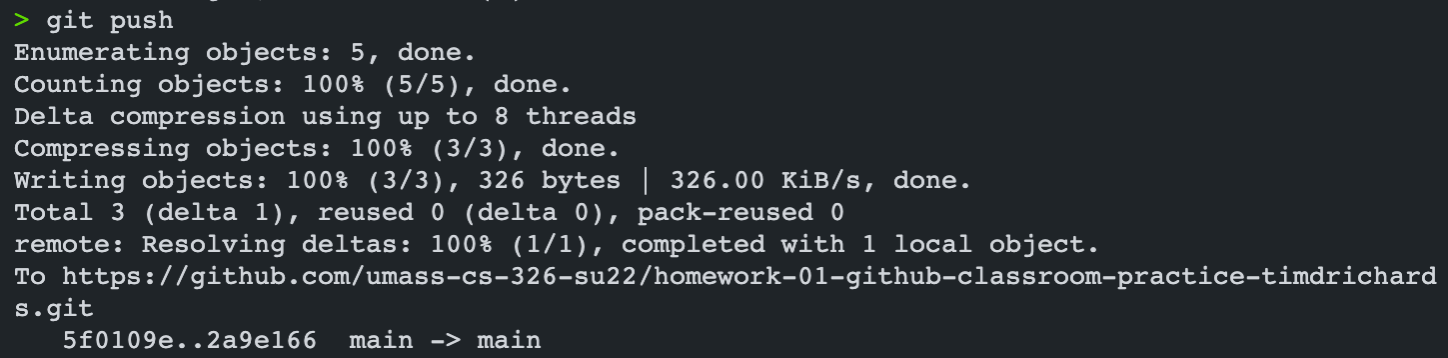 > git push
Enumerating objects: 5, done.
Counting objects: 100% (5/5), done.
Delta compression using up to 8 threads
Compressing objects: 100% (3/3), done.
Writing objects: 100% (3/3), 326 bytes | 326.00 KiB/s, done.
Total 3 (delta 1), reused 0 (delta 0), pack-reused 0
remote: Resolving deltas: 100% (1/1), completed with 1 local object.
To https://github.com/umass-cs-326-su22/homework-01-github-classroom-practice-timdrichard
s.git
   5f0109e..2a9e166  main -> main